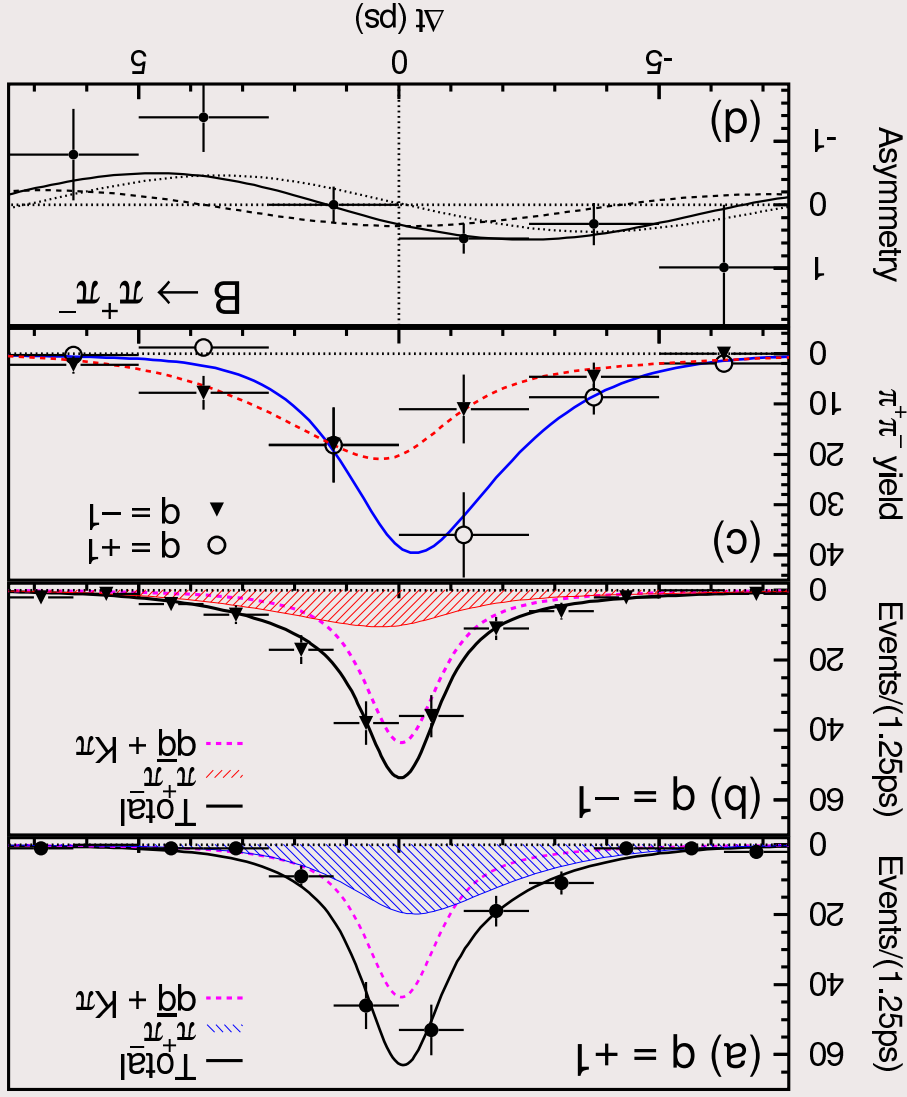 Events/(1.25ps)
60
40
20
0
(a) q = +1
Total
π⁺π⁻
qq̅ + Kπ
Events/(1.25ps)
60
40
20
0
(b) q = −1
Total
π⁺π⁻
qq̅ + Kπ
π⁺π⁻ yield
40
30
20
10
0
(c)
q = +1
q = −1
Asymmetry
1
0
-1
B → π⁺π⁻
(d)
-5 0 5
Δt (ps)